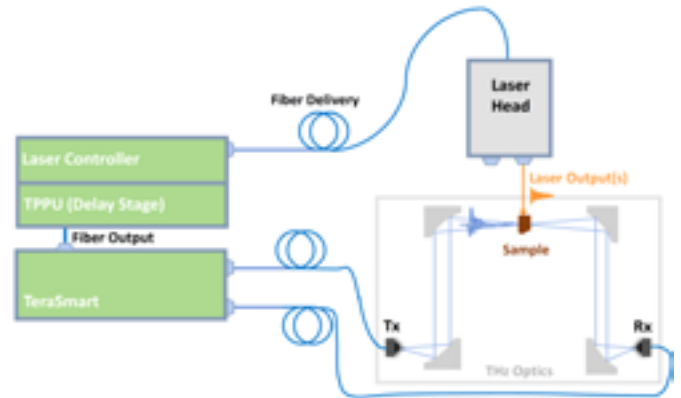 Laser
Head
Fiber Delivery
Laser Controller
Laser Output(s)
TPPU (Delay Stage)
Fiber Output
Sample
TeraSmart
Tx
Rx
THz Optics